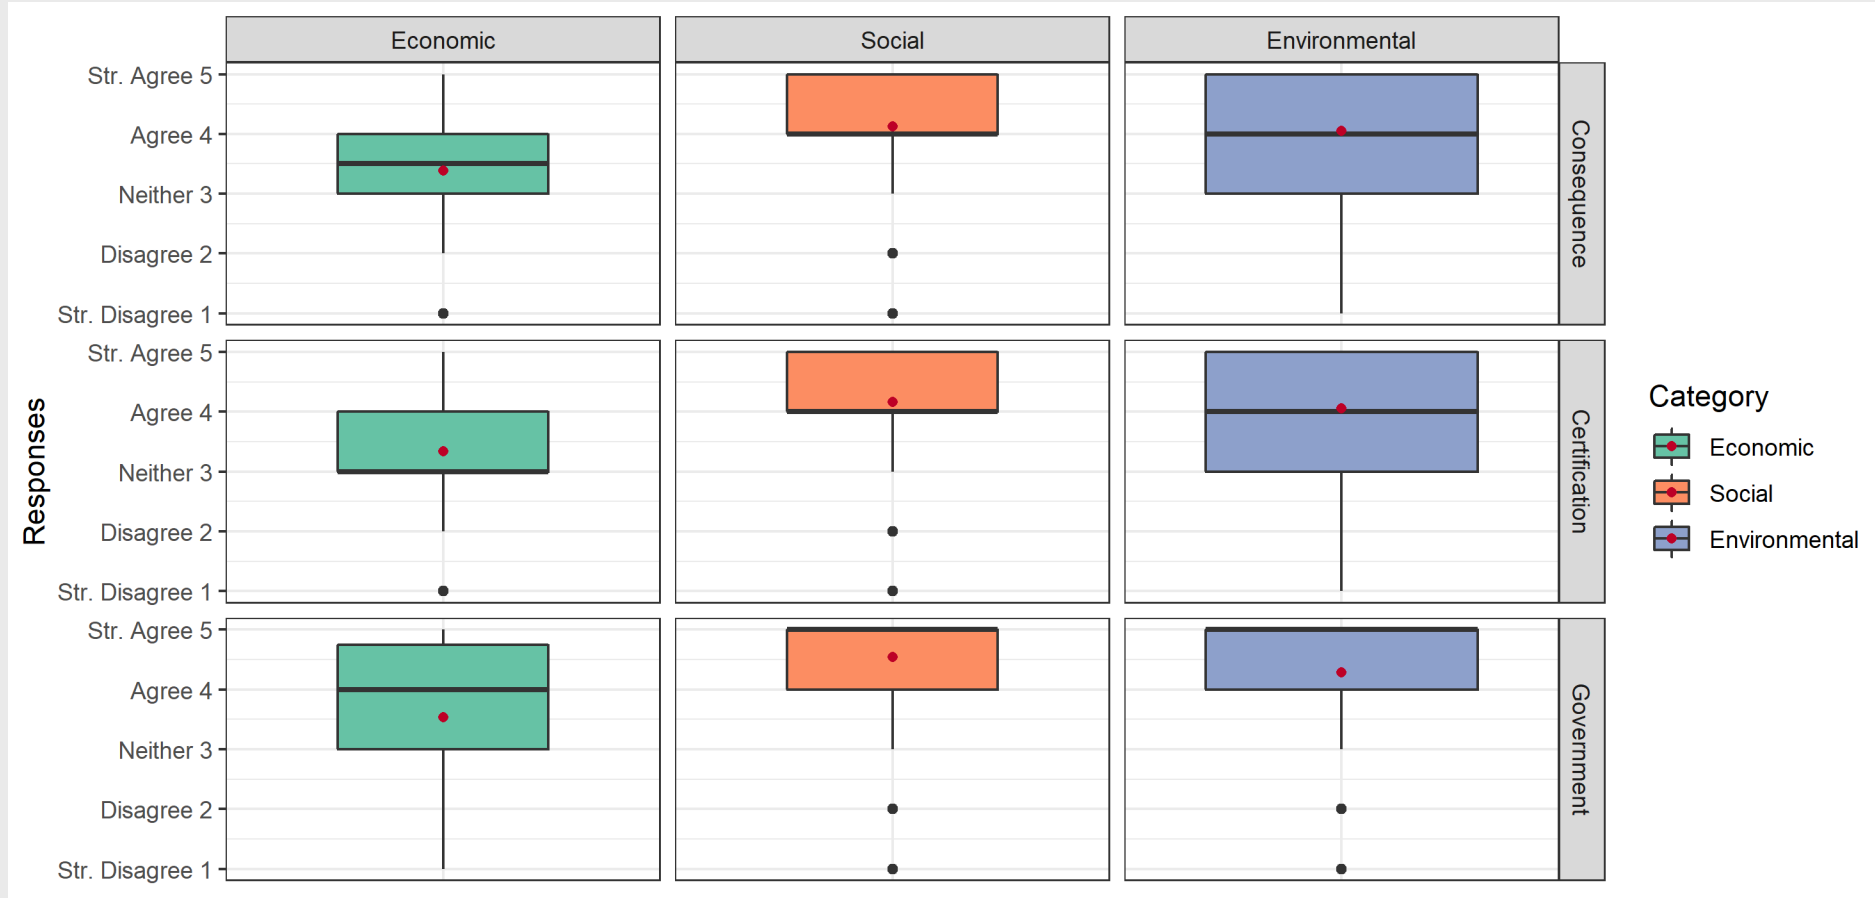 Economic Social Environmental
Str. Agree 5
Agree 4
Neither 3
Disagree 2
Str. Disagree 1
Consequence
Str. Agree 5
Agree 4
Neither 3
Disagree 2
Str. Disagree 1
Certification
Str. Agree 5
Agree 4
Neither 3
Disagree 2
Str. Disagree 1
Government
Responses
Category
Economic
Social
Environmental